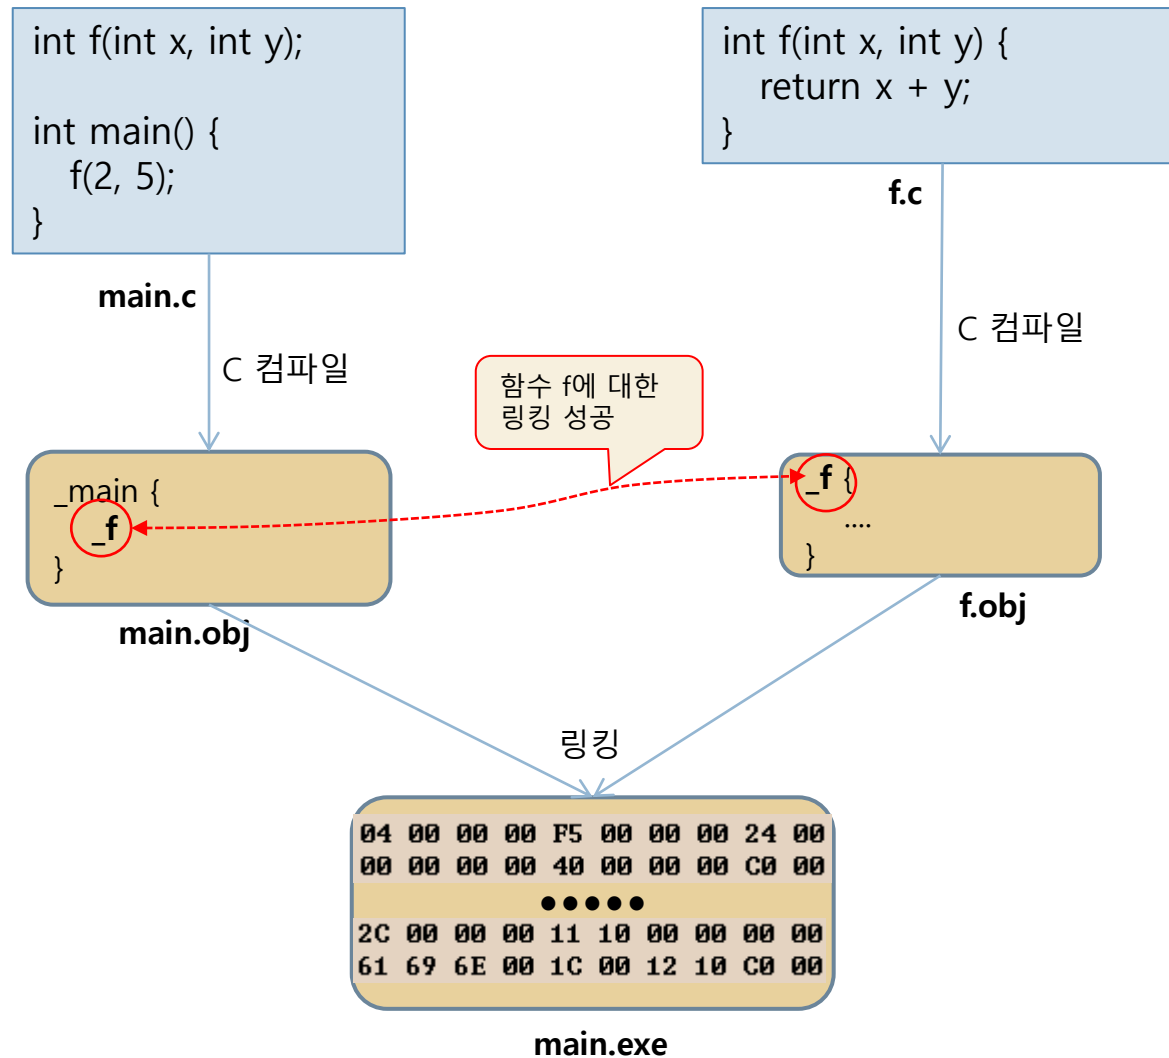 int f(int x, int y);
int main() {
f(2, 5);
}
main.c
C 컴파일
int f(int x, int y) {
return x + y;
}
f.c
C 컴파일
함수 f에 대한
링킹 성공
_main {
_f
}
main.obj
_f {
....
}
f.obj
링킹
04 00 00 00 F5 00 00 00 24 00
00 00 00 00 40 00 00 00 C0 00
●●●●●
2C 00 00 00 11 10 00 00 00 00
61 69 6E 00 1C 00 12 10 C0 00
main.exe